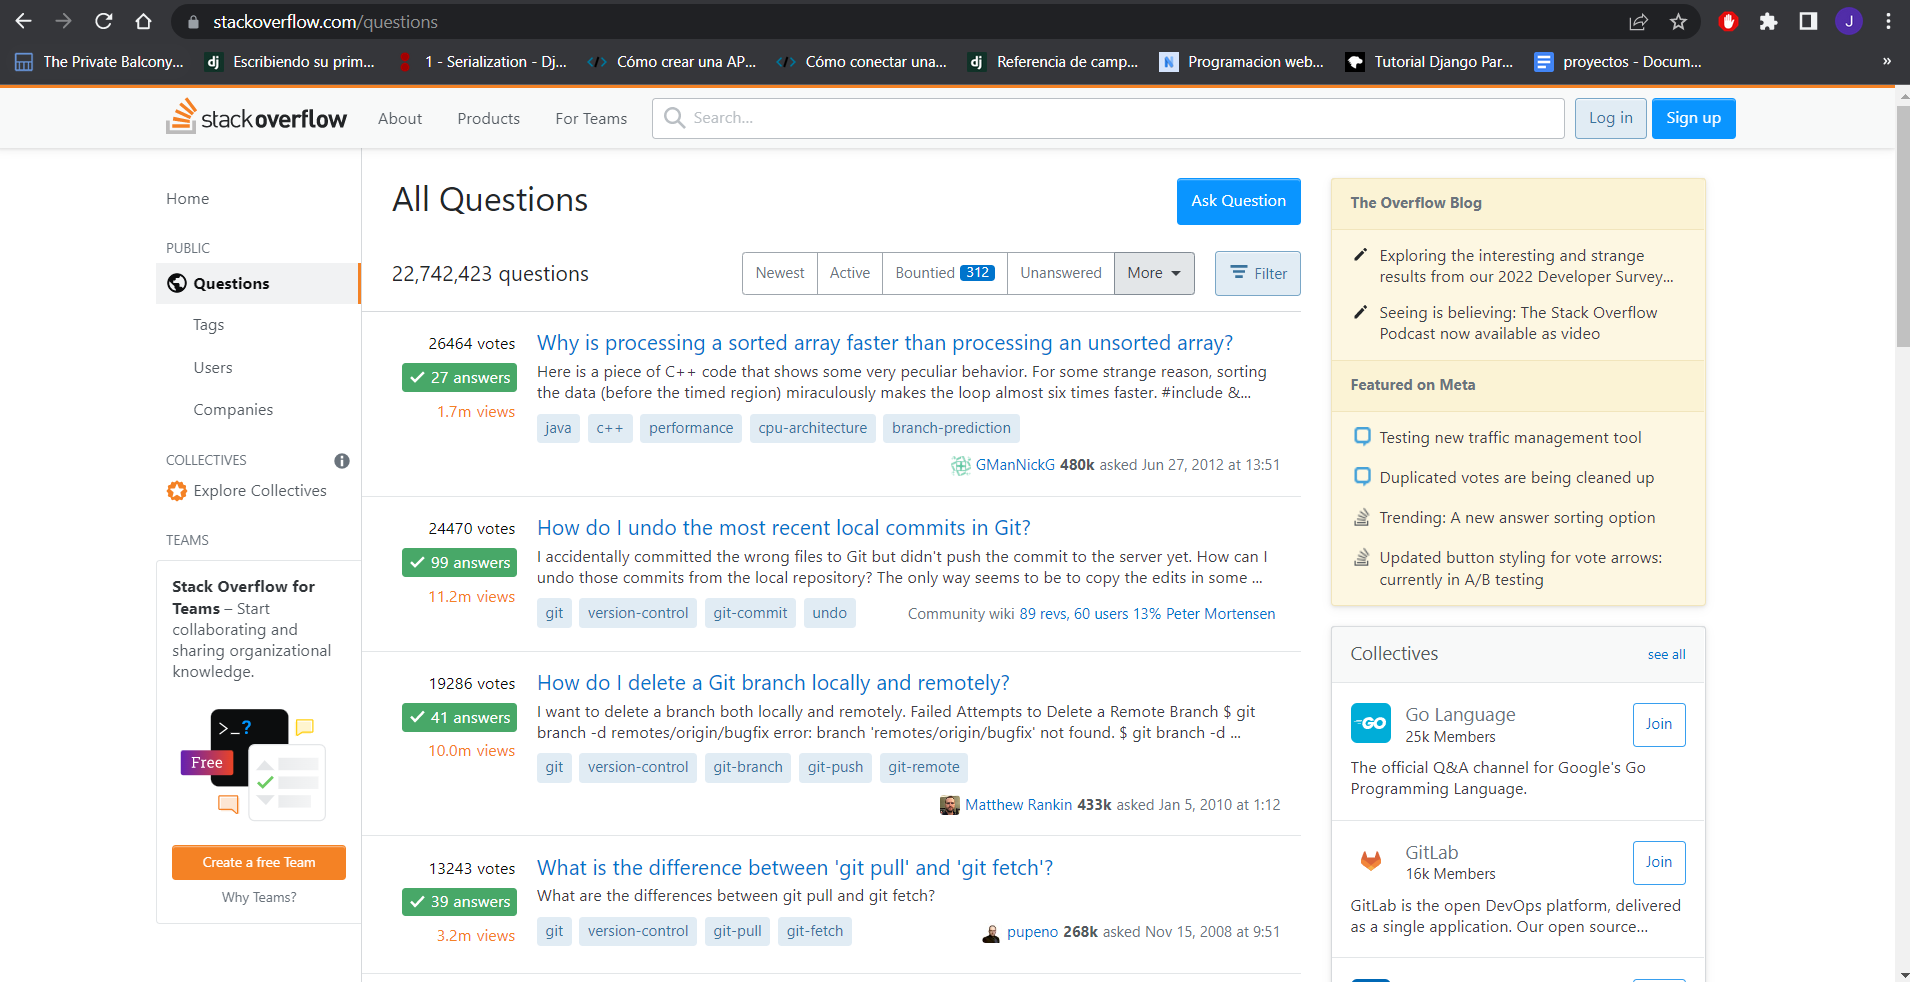 stackoverflow.com/questions
J
The Private Balcony...
Escribiendo su prim...
1 - Serialization - Dj...
Cómo crear una AP...
Cómo conectar una...
Referencia de camp...
Programacion web...
Tutorial Django Par...
proyectos - Docum...
»
stackoverflow
About
Products
For Teams
Search...
Log in
Sign up
Home
PUBLIC
Questions
Tags
Users
Companies
COLLECTIVES
Explore Collectives
TEAMS
Stack Overflow for
Teams – Start
collaborating and
sharing organizational
knowledge.
>_?
Free
Create a free Team
Why Teams?
All Questions
Ask Question
22,742,423 questions
Newest
Active
Bountied 312
Unanswered
More
Filter
26464 votes
27 answers
1.7m views
Why is processing a sorted array faster than processing an unsorted array?
Here is a piece of C++ code that shows some very peculiar behavior. For some strange reason, sorting
the data (before the timed region) miraculously makes the loop almost six times faster. #include &...
java c++ performance cpu-architecture branch-prediction
GManNickG 480k asked Jun 27, 2012 at 13:51
24470 votes
99 answers
11.2m views
How do I undo the most recent local commits in Git?
I accidentally committed the wrong files to Git but didn't push the commit to the server yet. How can I
undo those commits from the local repository? The only way seems to be to copy the edits in some ...
git version-control git-commit undo
Community wiki 89 revs, 60 users 13% Peter Mortensen
19286 votes
41 answers
10.0m views
How do I delete a Git branch locally and remotely?
I want to delete a branch both locally and remotely. Failed Attempts to Delete a Remote Branch $ git
branch -d remotes/origin/bugfix error: branch 'remotes/origin/bugfix' not found. $ git branch -d ...
git version-control git-branch git-push git-remote
Matthew Rankin 433k asked Jan 5, 2010 at 1:12
13243 votes
39 answers
3.2m views
What is the difference between 'git pull' and 'git fetch'?
What are the differences between git pull and git fetch?
git version-control git-pull git-fetch
pupeno 268k asked Nov 15, 2008 at 9:51
The Overflow Blog
Exploring the interesting and strange
results from our 2022 Developer Survey...
Seeing is believing: The Stack Overflow
Podcast now available as video
Featured on Meta
Testing new traffic management tool
Duplicated votes are being cleaned up
Trending: A new answer sorting option
Updated button styling for vote arrows:
currently in A/B testing
Collectives
see all
GO
Go Language
25k Members
Join
The official Q&A channel for Google's Go
Programming Language.
GitLab
16k Members
Join
GitLab is the open DevOps platform, delivered
as a single application. Our open source...